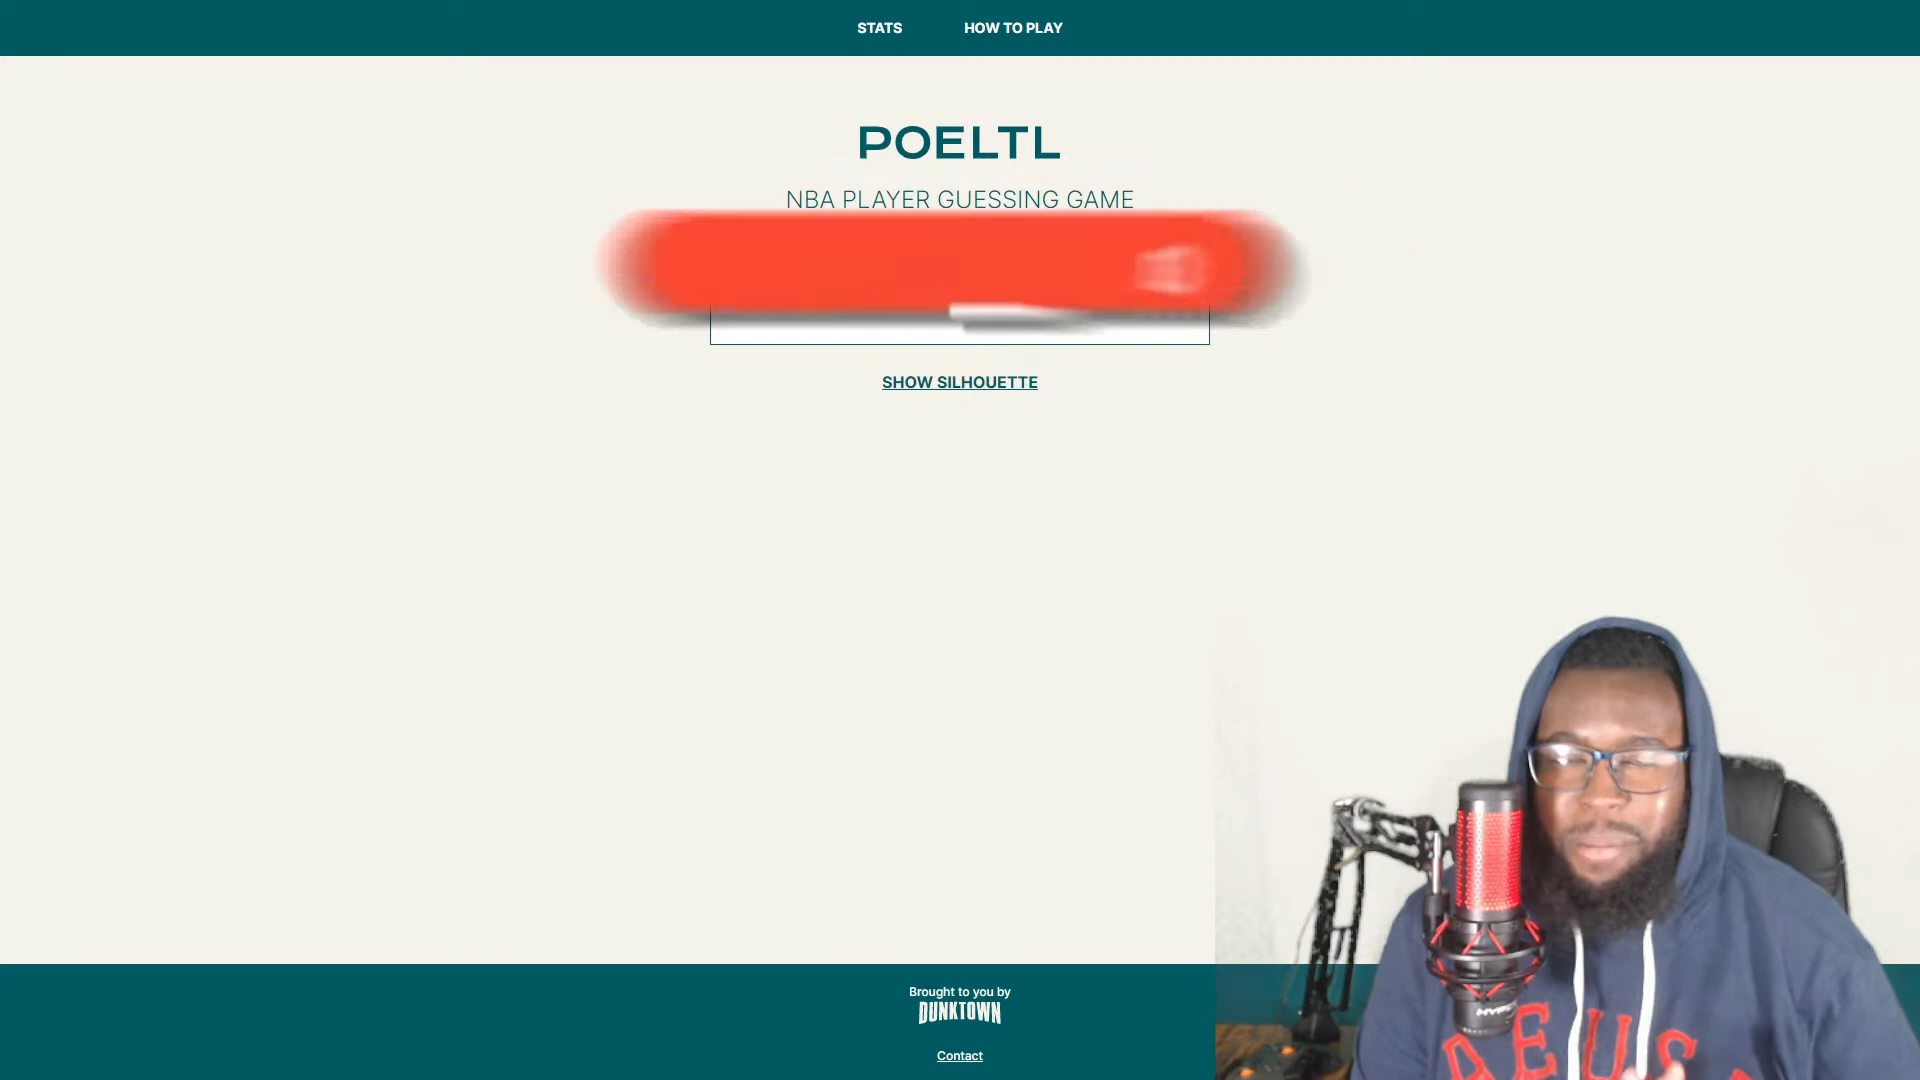 STATS
HOW TO PLAY
POELTL
NBA PLAYER GUESSING GAME
SHOW SILHOUETTE
Brought to you by
DUNKTOWN
Contact